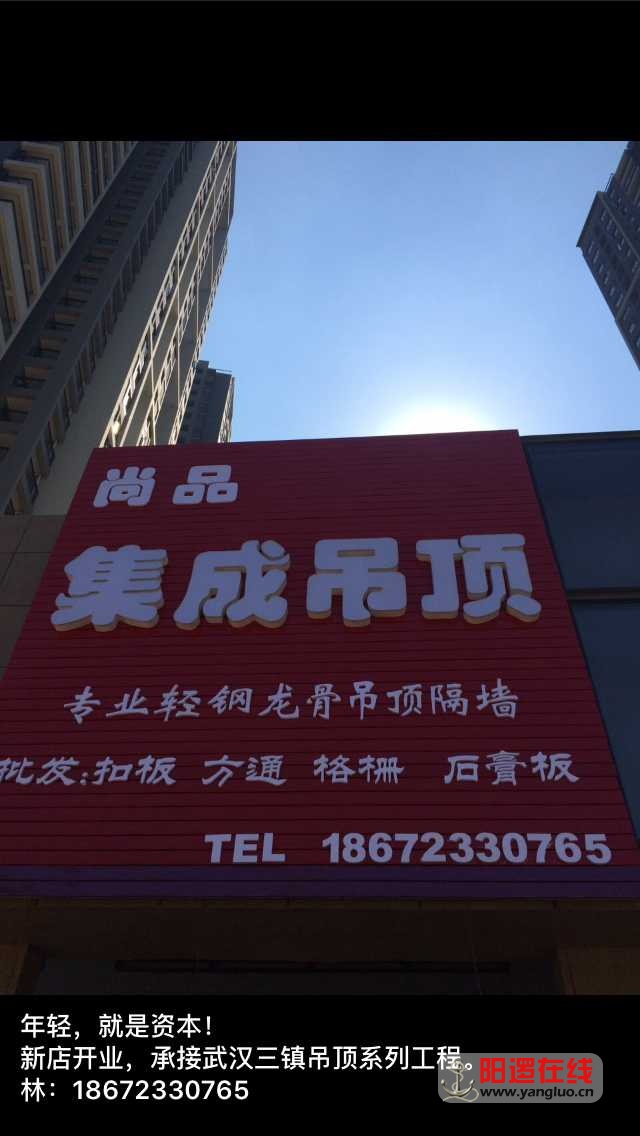 尚品
集成吊顶
专业轻钢龙骨吊顶隔墙
批发:扣板 方通 格栅 石膏板
TEL 18672330765
年轻，就是资本！
新店开业，承接武汉三镇吊顶系列工程。
林：18672330765
阳逻在线
www.yangluo.cn